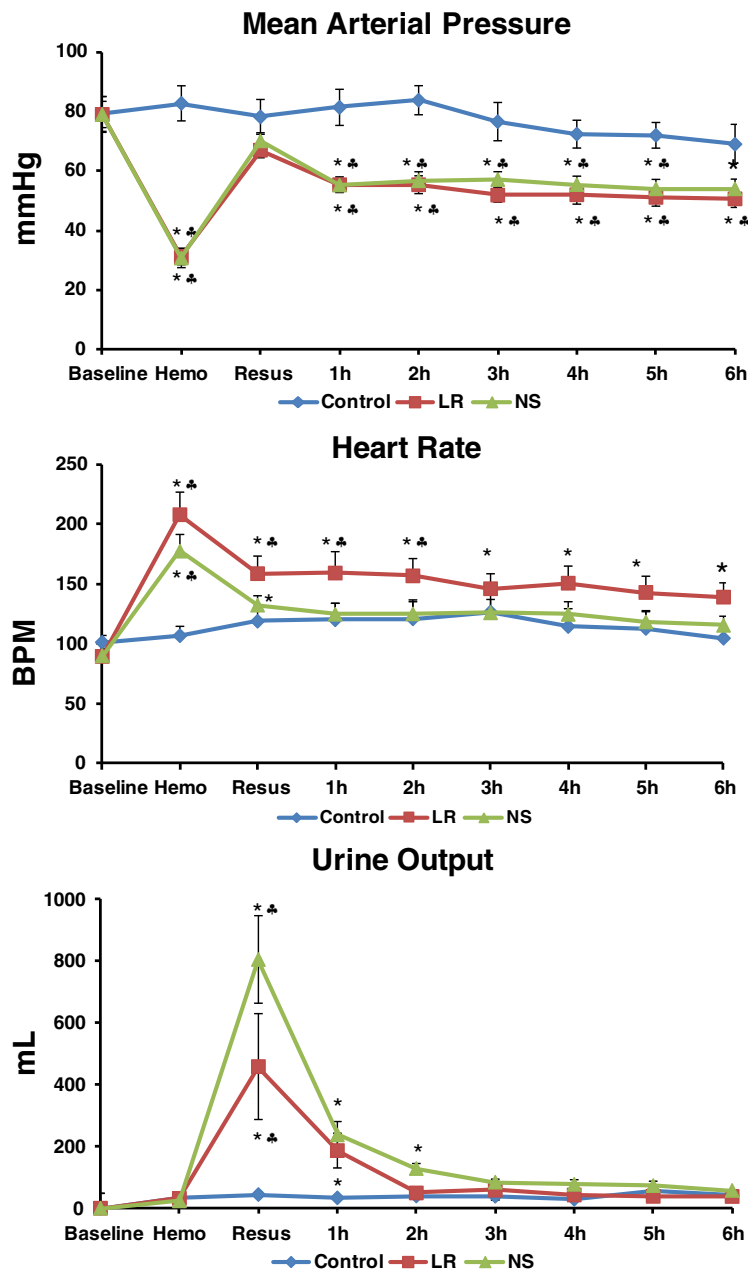 Mean Arterial Pressure
100
80
60
40
20
0
mmHg
* ♣ * ♣ * ♣ * ♣ * ♣ *
* ♣ * ♣ * ♣ * ♣ * ♣ * ♣
* ♣
* ♣
Baseline Hemo Resus 1h 2h 3h 4h 5h 6h
Control LR NS
Heart Rate
250
200
150
100
50
0
BPM
* ♣
* ♣ * ♣ * ♣ * * * *
* ♣
*
Baseline Hemo Resus 1h 2h 3h 4h 5h 6h
Control LR NS
Urine Output
1000
800
600
400
200
0
mL
* ♣
* *
* ♣
*
Baseline Hemo Resus 1h 2h 3h 4h 5h 6h
Control LR NS